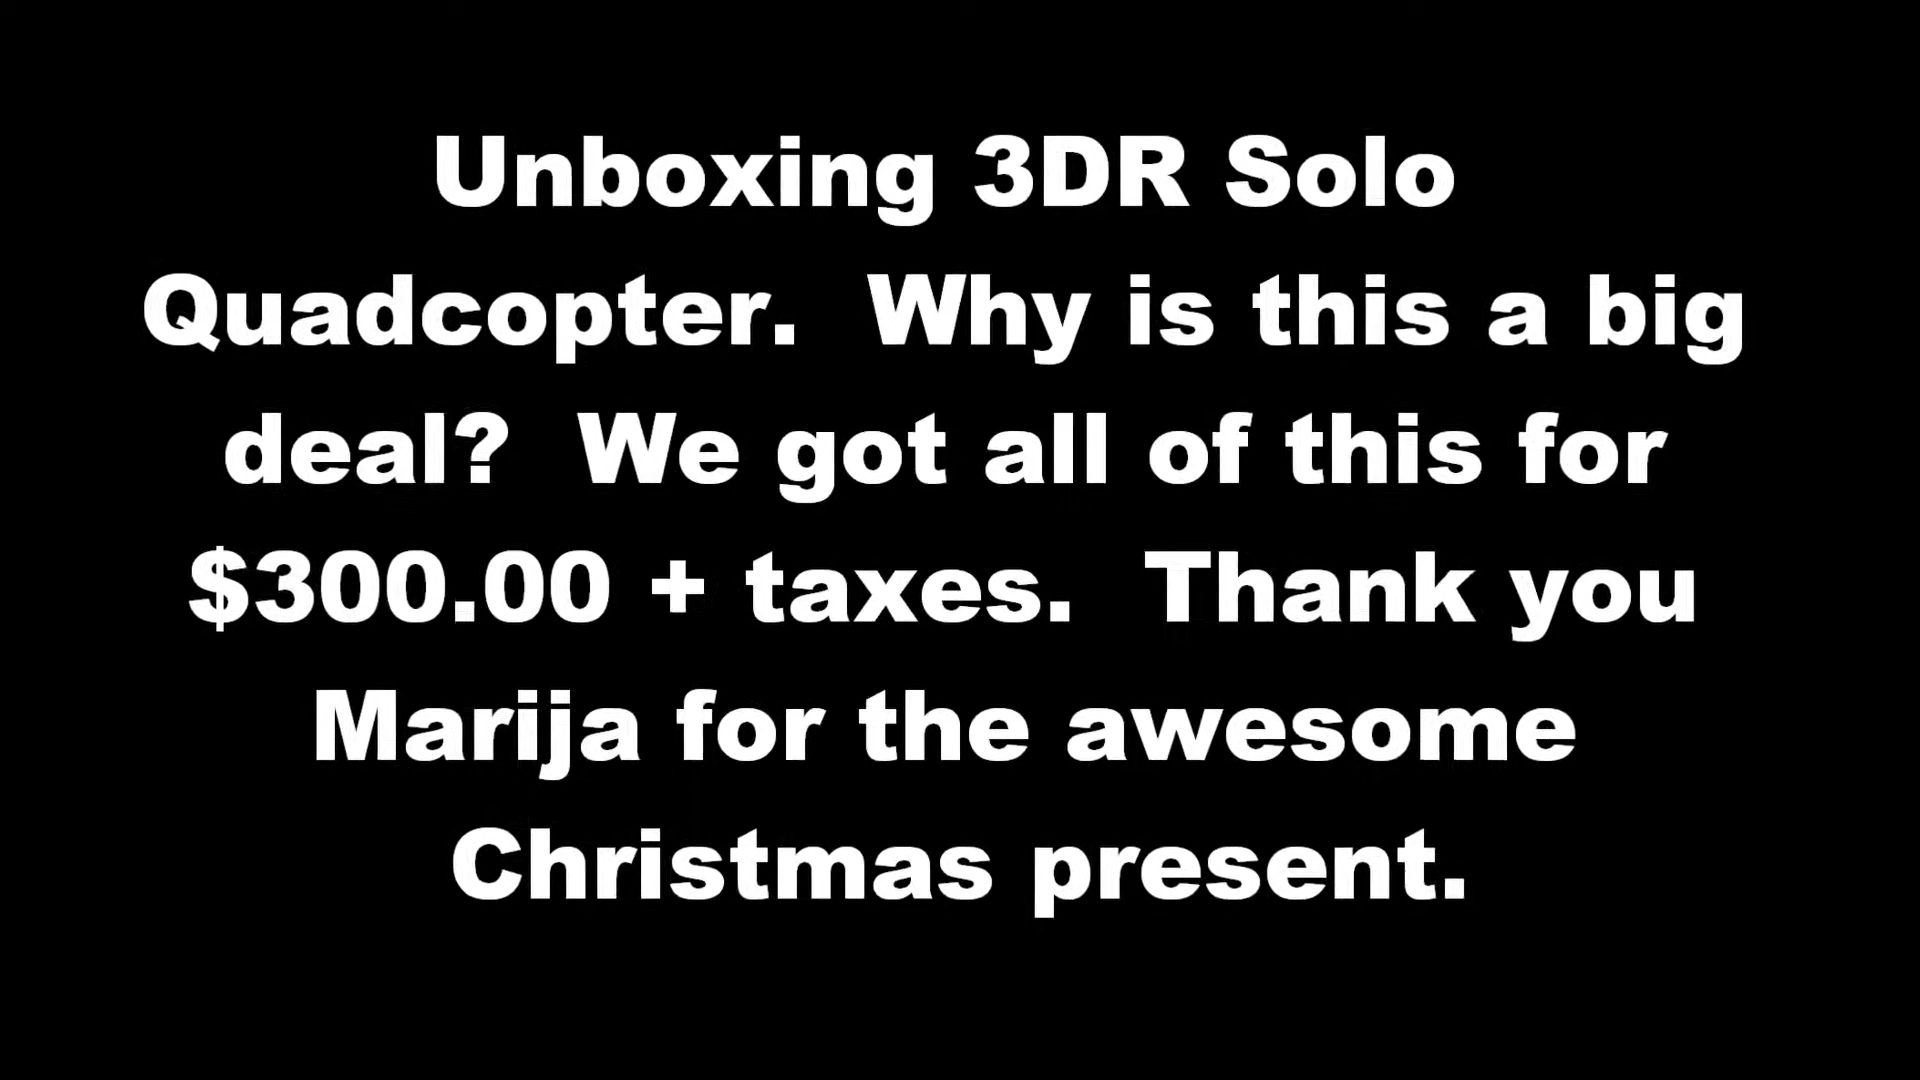 Unboxing 3DR Solo
Quadcopter.  Why is this a big
deal?  We got all of this for
$300.00 + taxes.  Thank you
Marija for the awesome
Christmas present.